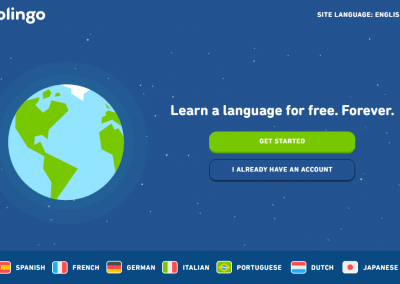 olingo
SITE LANGUAGE: ENGLIS
Learn a language for free. Forever.
GET STARTED
I ALREADY HAVE AN ACCOUNT
SPANISH FRENCH GERMAN ITALIAN PORTUGUESE DUTCH JAPANESE